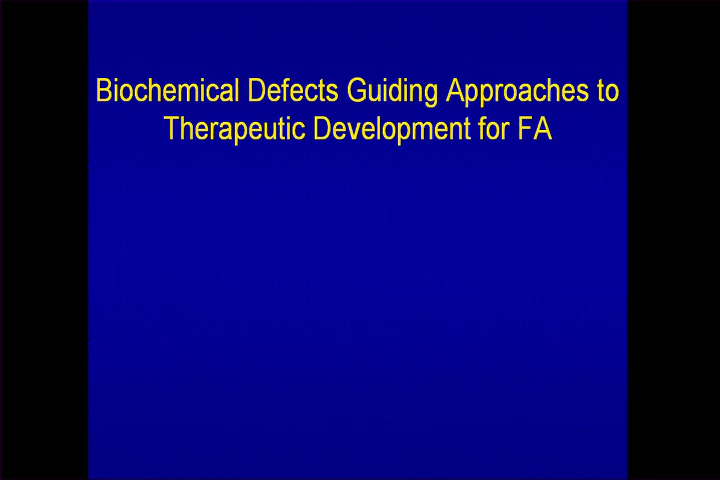 Biochemical Defects Guiding Approaches to
Therapeutic Development for FA